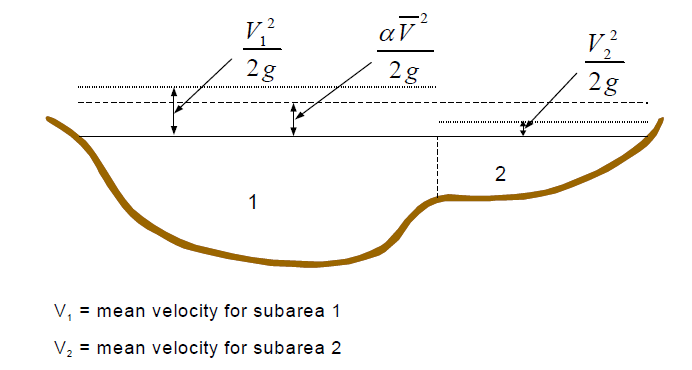 V₁²/2g
αV̅²/2g
V₂²/2g
1
2
V₁ = mean velocity for subarea 1
V₂ = mean velocity for subarea 2